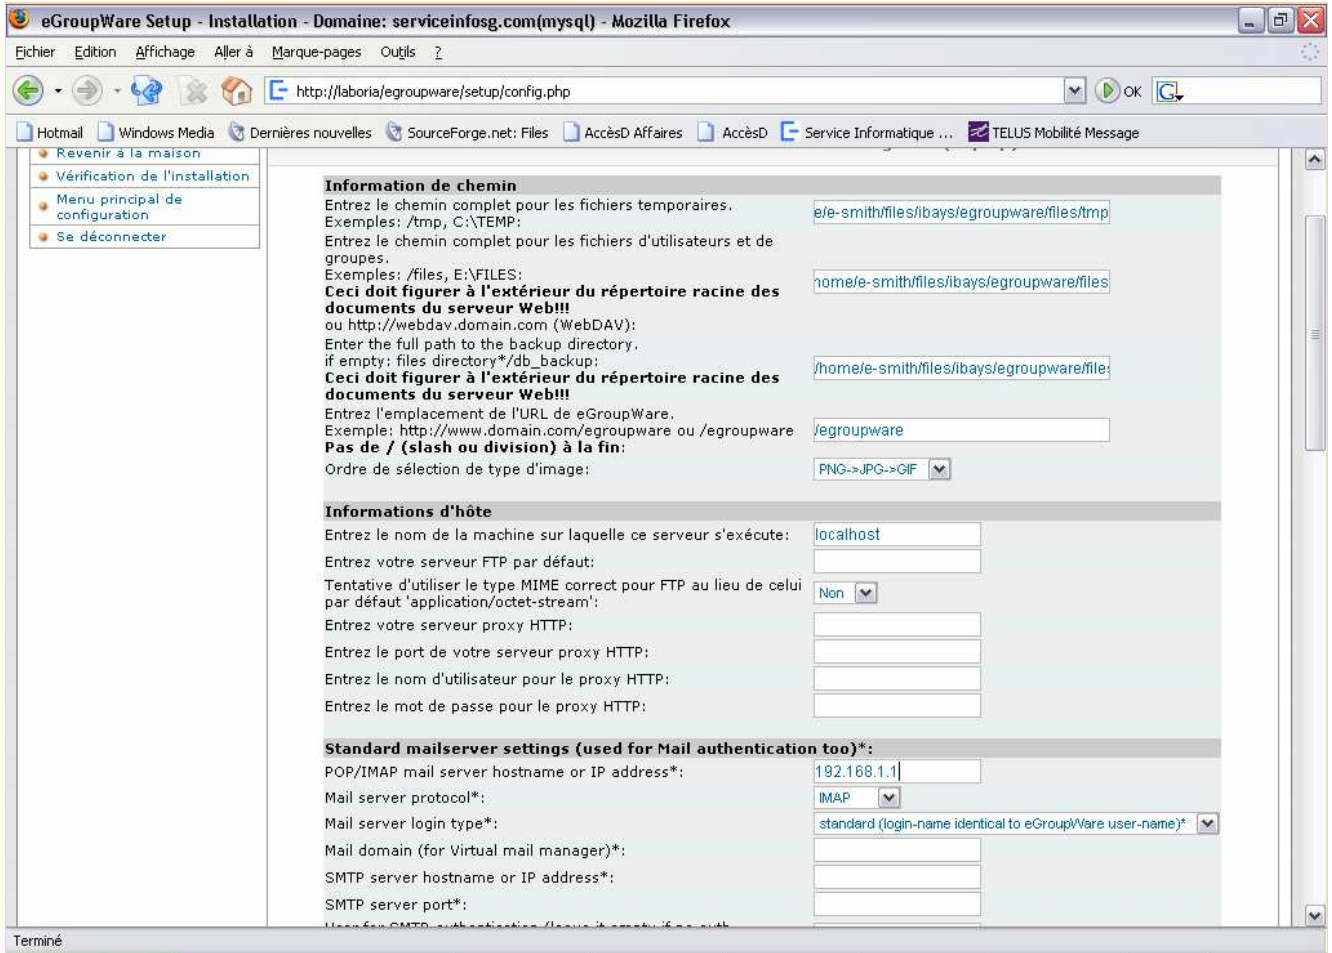 eGroupWare Setup - Installation - Domaine: serviceinfosg.com(mysql) - Mozilla Firefox
Fichier Edition Affichage Aller à Marque-pages Outils ?
http://laboria/egroupware/setup/config.php
OK
Hotmail Windows Media Dernières nouvelles SourceForge.net: Files AccèsD Affaires AccèsD Service Informatique ... TELUS Mobilité Message
Revenir à la maison
Vérification de l'installation
Menu principal de
configuration
Se déconnecter
Information de chemin
Entrez le chemin complet pour les fichiers temporaires.
Exemples: /tmp, C:\TEMP:
e/e-smith/files/ibays/egroupware/files/tmp
Entrez le chemin complet pour les fichiers d'utilisateurs et de
groupes.
Exemples: /files, E:\FILES:
Ceci doit figurer à l'extérieur du répertoire racine des
documents du serveur Web!!!
ou http://webdav.domain.com (WebDAV):
home/e-smith/files/ibays/egroupware/files
Enter the full path to the backup directory.
if empty: files directory*/db_backup:
Ceci doit figurer à l'extérieur du répertoire racine des
documents du serveur Web!!!
/home/e-smith/files/ibays/egroupware/files
Entrez l'emplacement de l'URL de eGroupWare.
Exemple: http://www.domain.com/egroupware ou /egroupware
Pas de / (slash ou division) à la fin:
/egroupware
Ordre de sélection de type d'image: PNG->JPG->GIF
Informations d'hôte
Entrez le nom de la machine sur laquelle ce serveur s'exécute: localhost
Entrez votre serveur FTP par défaut:
Tentative d'utiliser le type MIME correct pour FTP au lieu de celui
par défaut 'application/octet-stream':
Non
Entrez votre serveur proxy HTTP:
Entrez le port de votre serveur proxy HTTP:
Entrez le nom d'utilisateur pour le proxy HTTP:
Entrez le mot de passe pour le proxy HTTP:
Standard mailserver settings (used for Mail authentication too)*:
POP/IMAP mail server hostname or IP address*: 192.168.1.1
Mail server protocol*: IMAP
Mail server login type*: standard (login-name identical to eGroupWare user-name)*
Mail domain (for Virtual mail manager)*:
SMTP server hostname or IP address*:
SMTP server port*:
Terminé